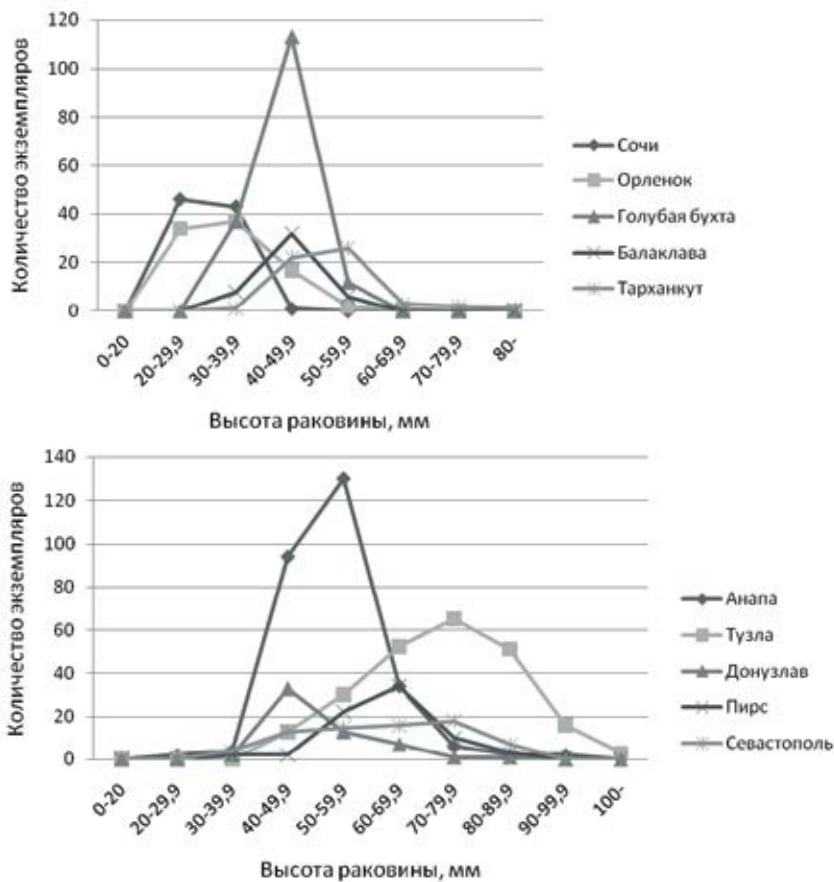 Количество экземпляров
120
100
80
60
40
20
0
0-20
20-29,9
30-39,9
40-49,9
50-59,9
60-69,9
70-79,9
80-
Высота раковины, мм
Сочи
Орленок
Голубая бухта
Балаклава
Тарханкут
Количество экземпляров
140
120
100
80
60
40
20
0
0-20
20-29,9
30-39,9
40-49,9
50-59,9
60-69,9
70-79,9
80-89,9
90-99,9
100-
Высота раковины, мм
Анапа
Тузла
Донузлав
Пирс
Севастополь